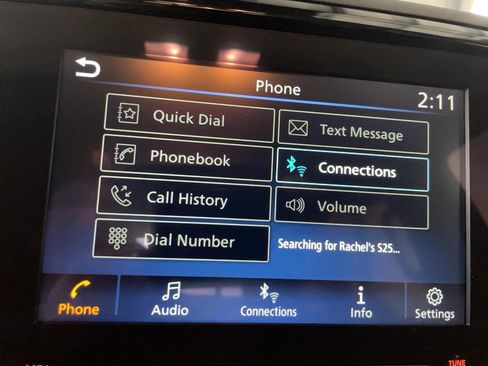 Phone
2:11
Quick Dial
Text Message
Phonebook
Connections
Call History
Volume
Dial Number
Searching for Rachel's S25...
Phone
Audio
Connections
Info
Settings
TUNE